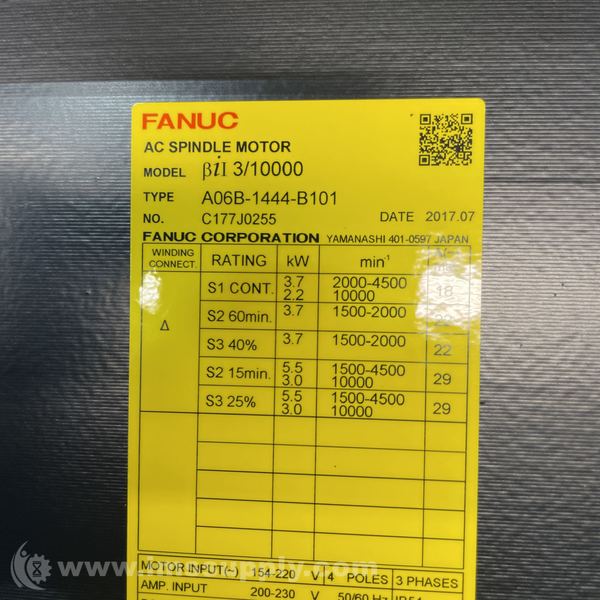 FANUC
AC SPINDLE MOTOR
MODEL βiI 3/10000
TYPE A06B-1444-B101
NO. C177J0255 DATE 2017.07
FANUC CORPORATION YAMANASHI 401-0597 JAPAN
WINDING CONNECT. RATING kW min⁻¹
Δ S1 CONT. 3.7 2000-4500 18
2.2 10000
S2 60min. 3.7 1500-2000
S3 40% 3.7 1500-2000 22
S2 15min. 5.5 1500-4500 29
3.0 10000
S3 25% 5.5 1500-4500 29
3.0 10000
MOTOR INPUT(~) 154-220 V 4 POLES 3 PHASES
AMP. INPUT 200-230 V 50/60 Hz IP54